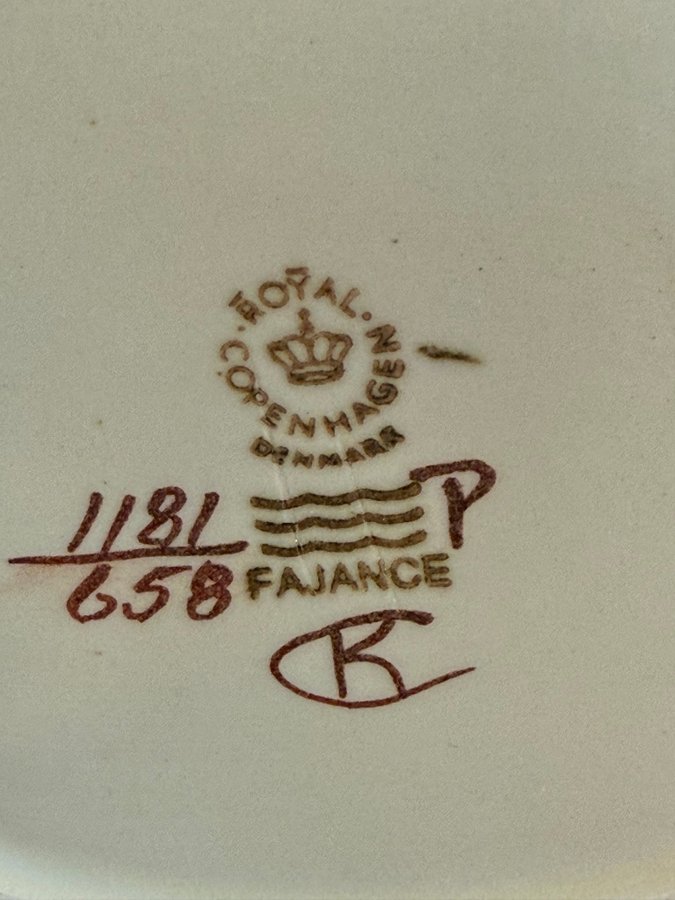 ROYAL
COPENHAGEN
DENMARK
P
1181
658
FAJANCE
K